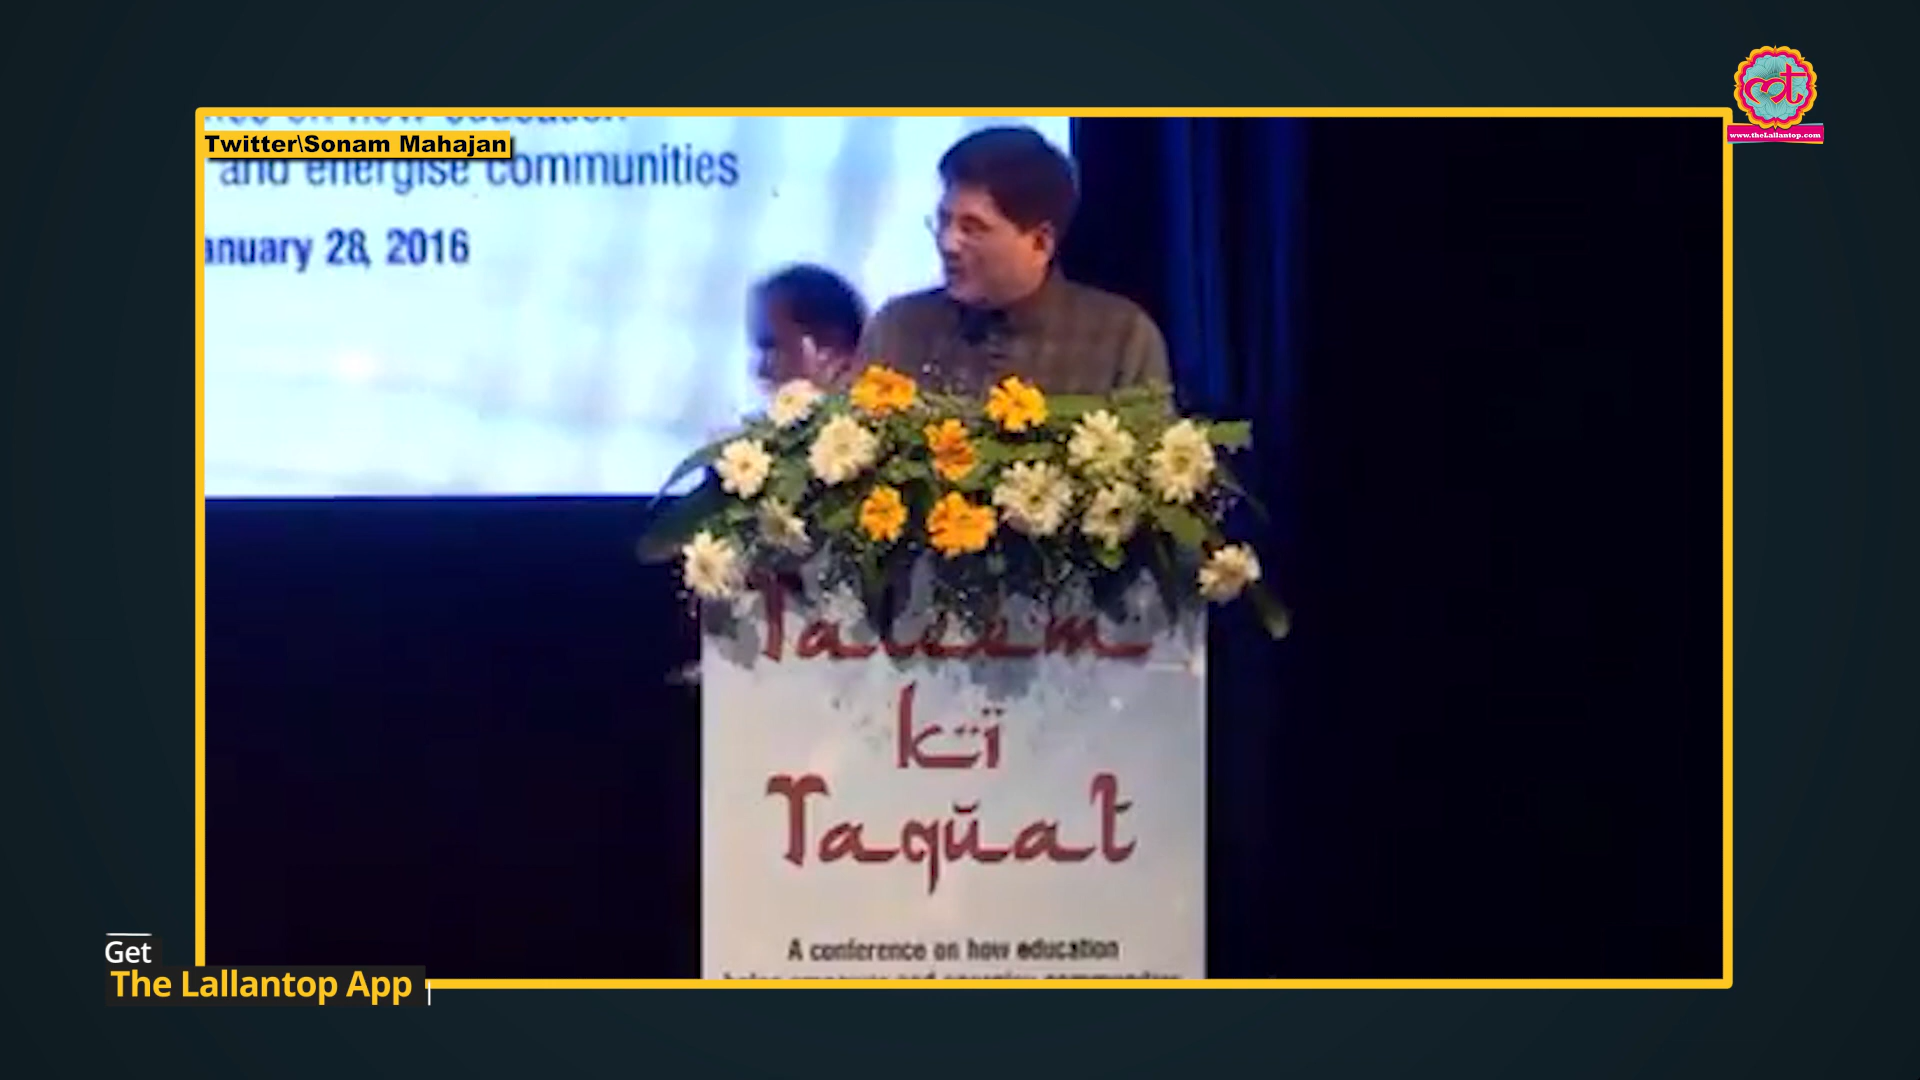 Twitter\Sonam Mahajan
and energise communities
anuary 28, 2016
www.theLallantop.com
Taleem
ki
Taquat
A conference on how education
Get
The Lallantop App